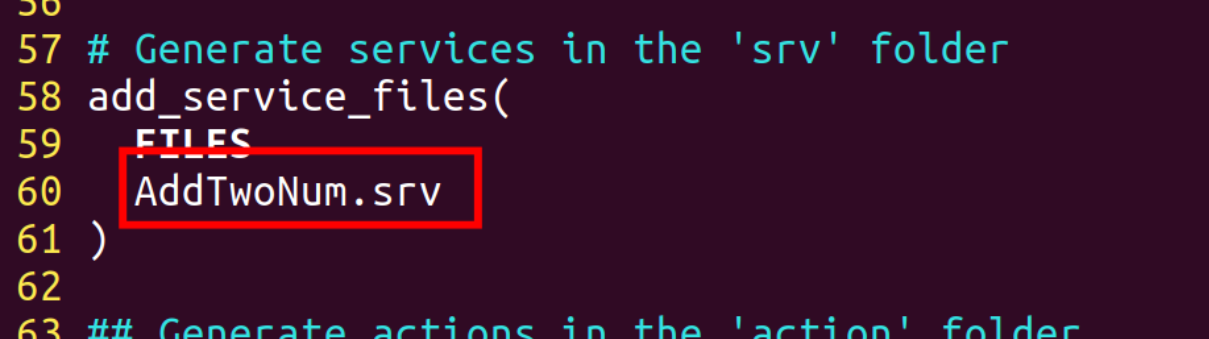 56
57 # Generate services in the 'srv' folder
58 add_service_files(
59   FILES
60   AddTwoNum.srv
61 )
62
63 ## Generate actions in the 'action' folder